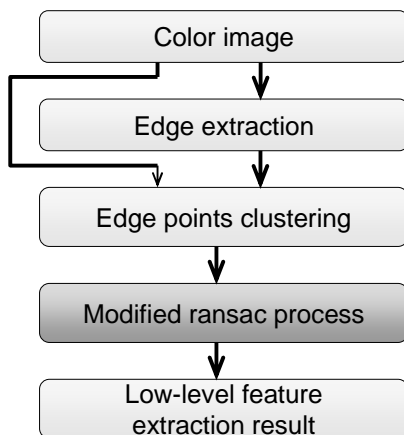 Color image
Edge extraction
Edge points clustering
Modified ransac process
Low-level feature
extraction result